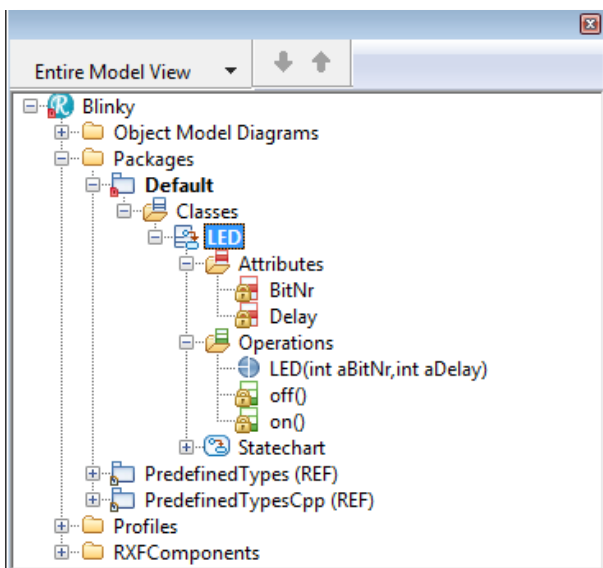 Entire Model View
Blinky
Object Model Diagrams
Packages
Default
Classes
LED
Attributes
BitNr
Delay
Operations
LED(int aBitNr,int aDelay)
off()
on()
Statechart
PredefinedTypes (REF)
PredefinedTypesCpp (REF)
Profiles
RXFComponents